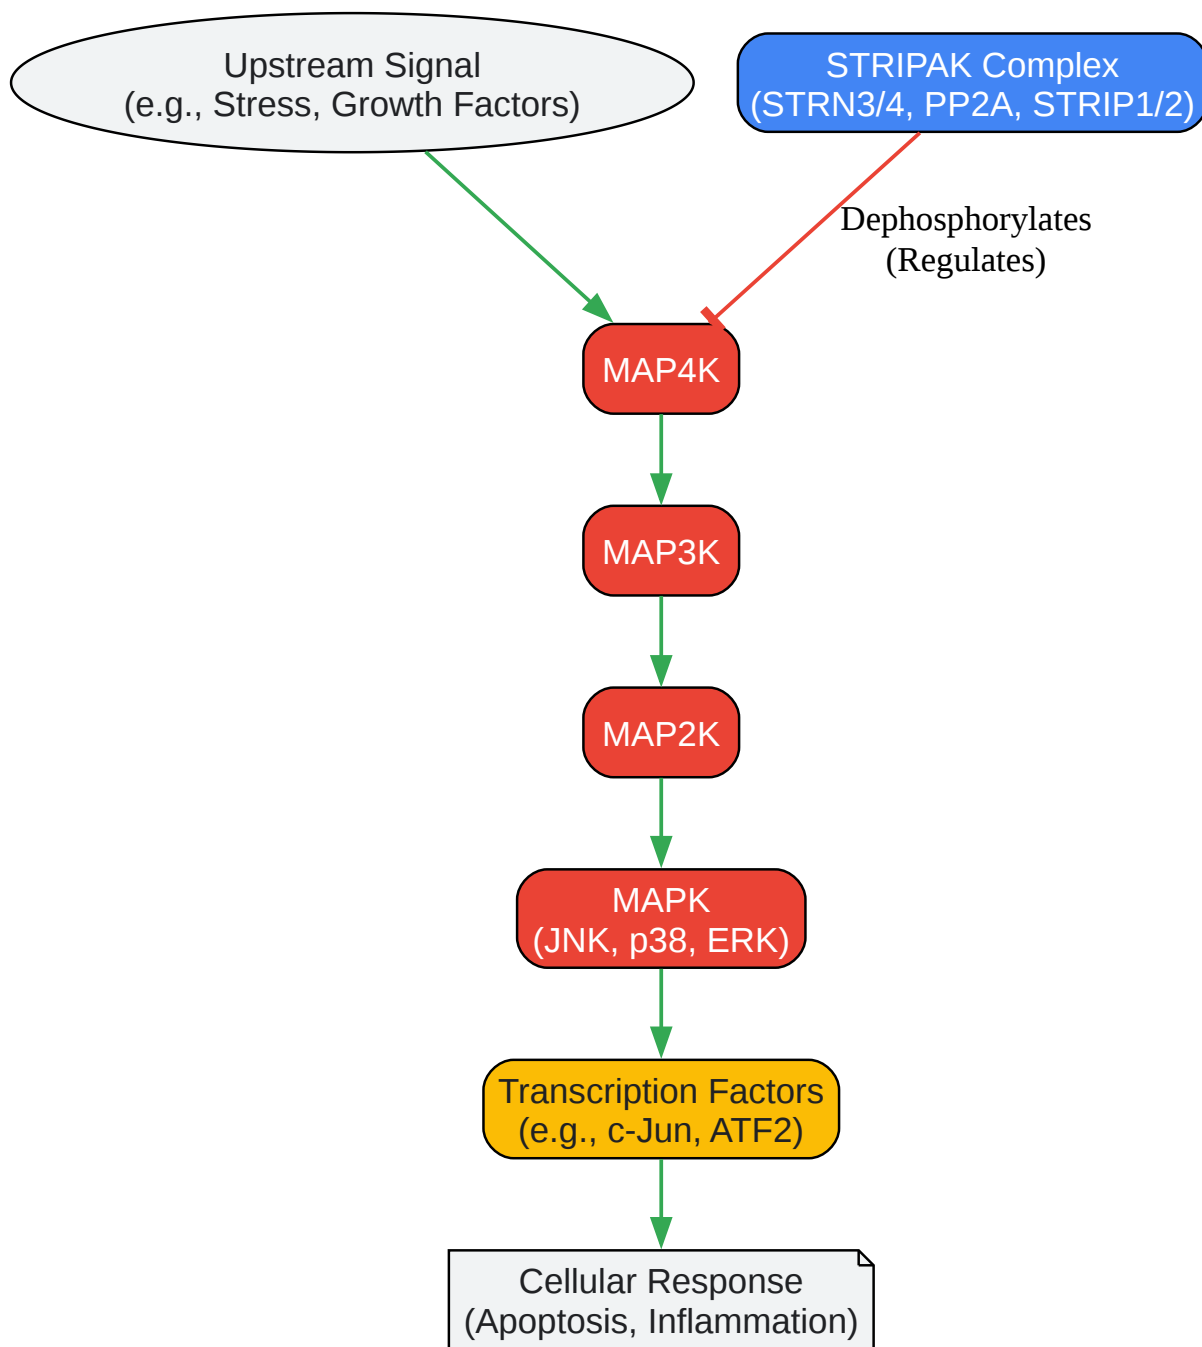 Upstream Signal
(e.g., Stress, Growth Factors)
STRIPAK Complex
(STRN3/4, PP2A, STRIP1/2)
Dephosphorylates
(Regulates)
MAP4K
MAP3K
MAP2K
MAPK
(JNK, p38, ERK)
Transcription Factors
(e.g., c-Jun, ATF2)
Cellular Response
(Apoptosis, Inflammation)